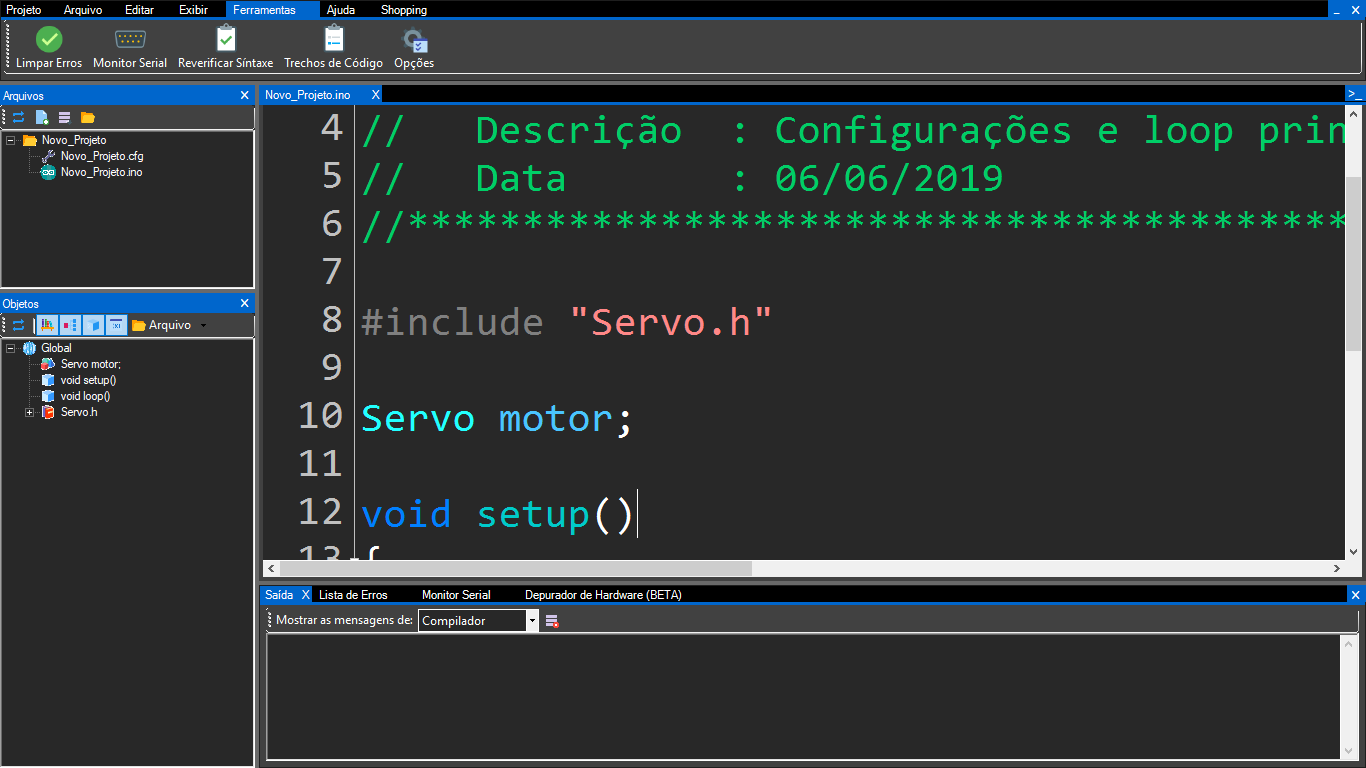 Projeto Arquivo Editar Exibir Ferramentas Ajuda Shopping
Limpar Erros Monitor Serial Reverificar Sintaxe Trechos de Código Opções
Arquivos
Novo_Projeto
Novo_Projeto.cfg
Novo_Projeto.ino
Objetos
Arquivo
Global
Servo motor;
void setup()
void loop()
Servo.h
Novo_Projeto.ino X
4 // Descrição : Configurações e loop prin
5 // Data : 06/06/2019
6 //*******************************************
7
8 #include "Servo.h"
9
10 Servo motor;
11
12 void setup()
13 {
Saída X Lista de Erros Monitor Serial Depurador de Hardware (BETA)
Mostrar as mensagens de: Compilador